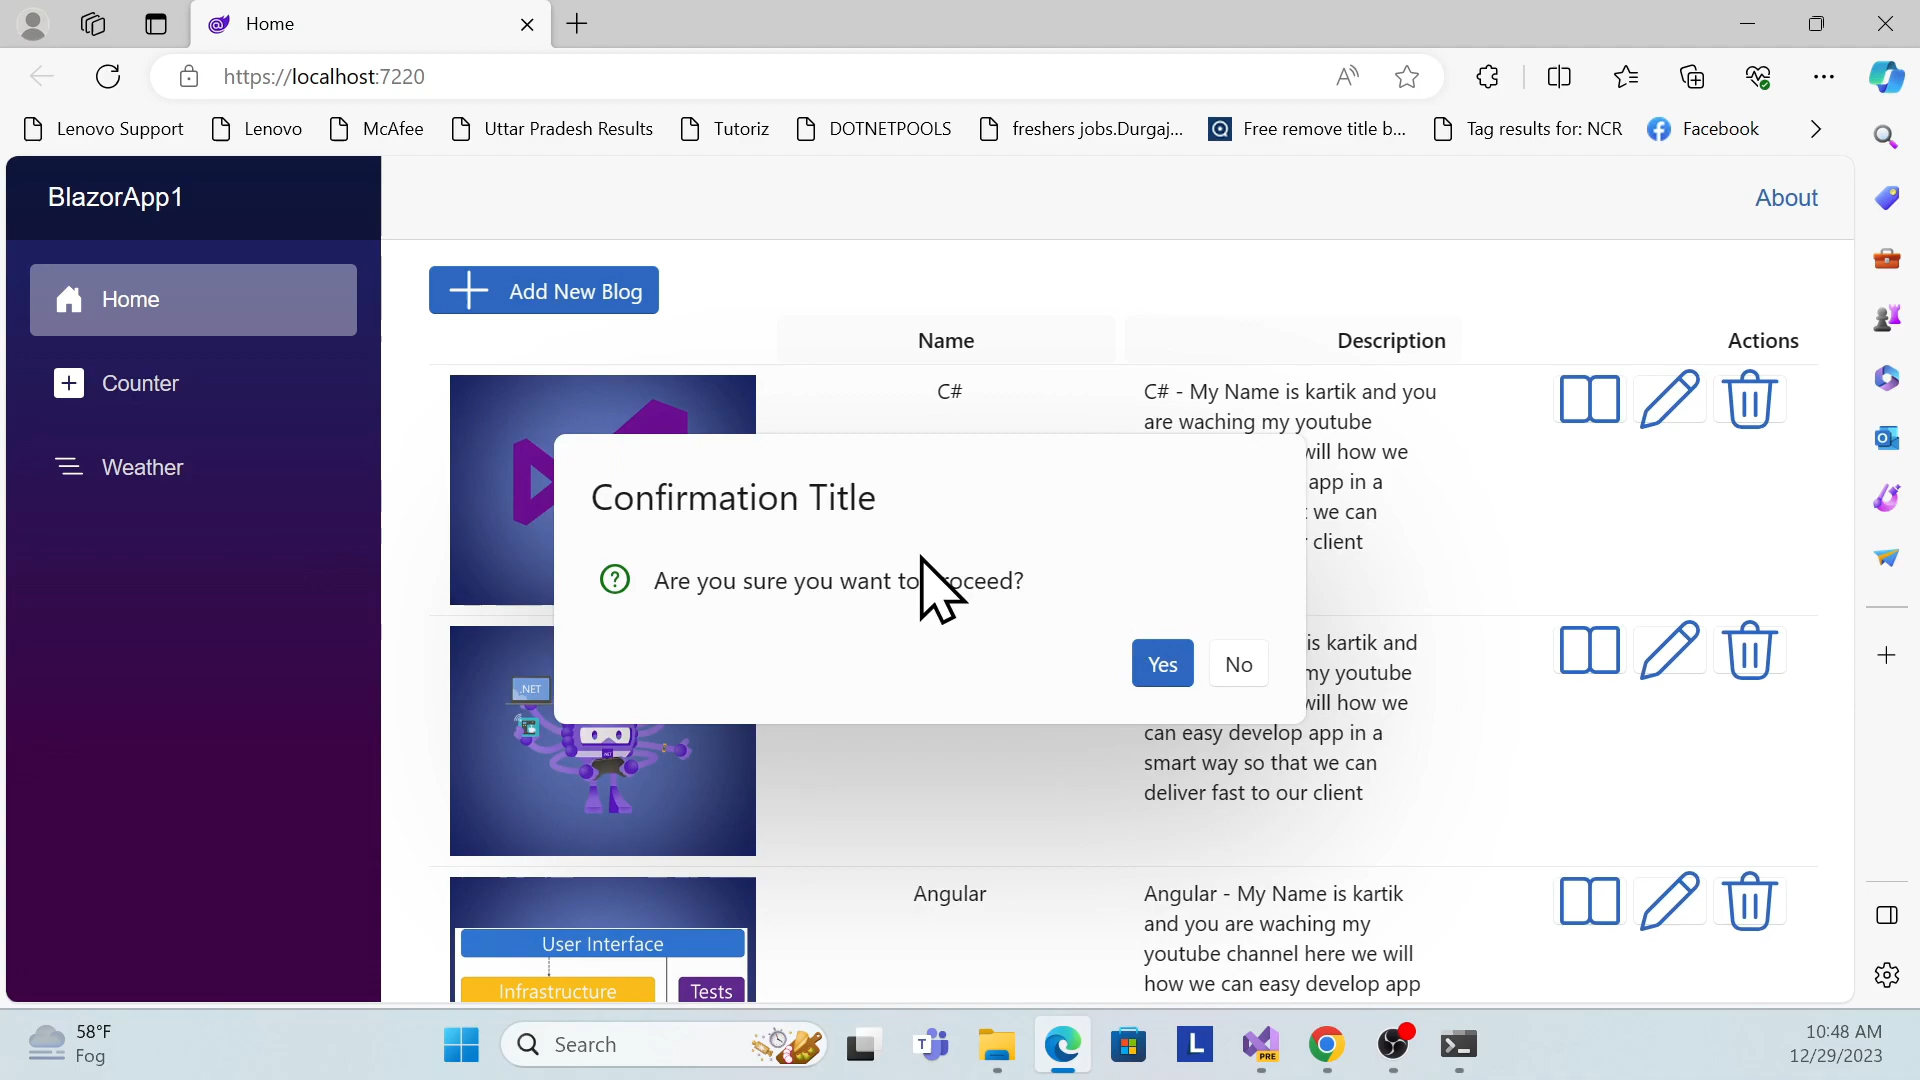 Home
https://localhost:7220
Lenovo Support
Lenovo
McAfee
Uttar Pradesh Results
Tutoriz
DOTNETPOOLS
freshers jobs.Durgaj...
Free remove title b...
Tag results for: NCR
Facebook
BlazorApp1
About
Home
Counter
Weather
Add New Blog
Name
Description
Actions
C#
C# - My Name is kartik and you
are waching my youtube
will how we
app in a
we can
client
Confirmation Title
Are you sure you want to
Yes
No
.NET
is kartik and
my youtube
will how we
can easy develop app in a
smart way so that we can
deliver fast to our client
Angular
Angular - My Name is kartik
and you are waching my
youtube channel here we will
how we can easy develop app
User Interface
Infrastructure
Tests
58°F
Fog
Search
T
L
PRE
10:48 AM
12/29/2023